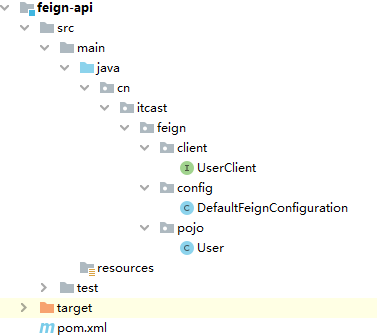 feign-api
src
main
java
cn
itcast
feign
client
UserClient
config
DefaultFeignConfiguration
pojo
User
resources
test
target
pom.xml